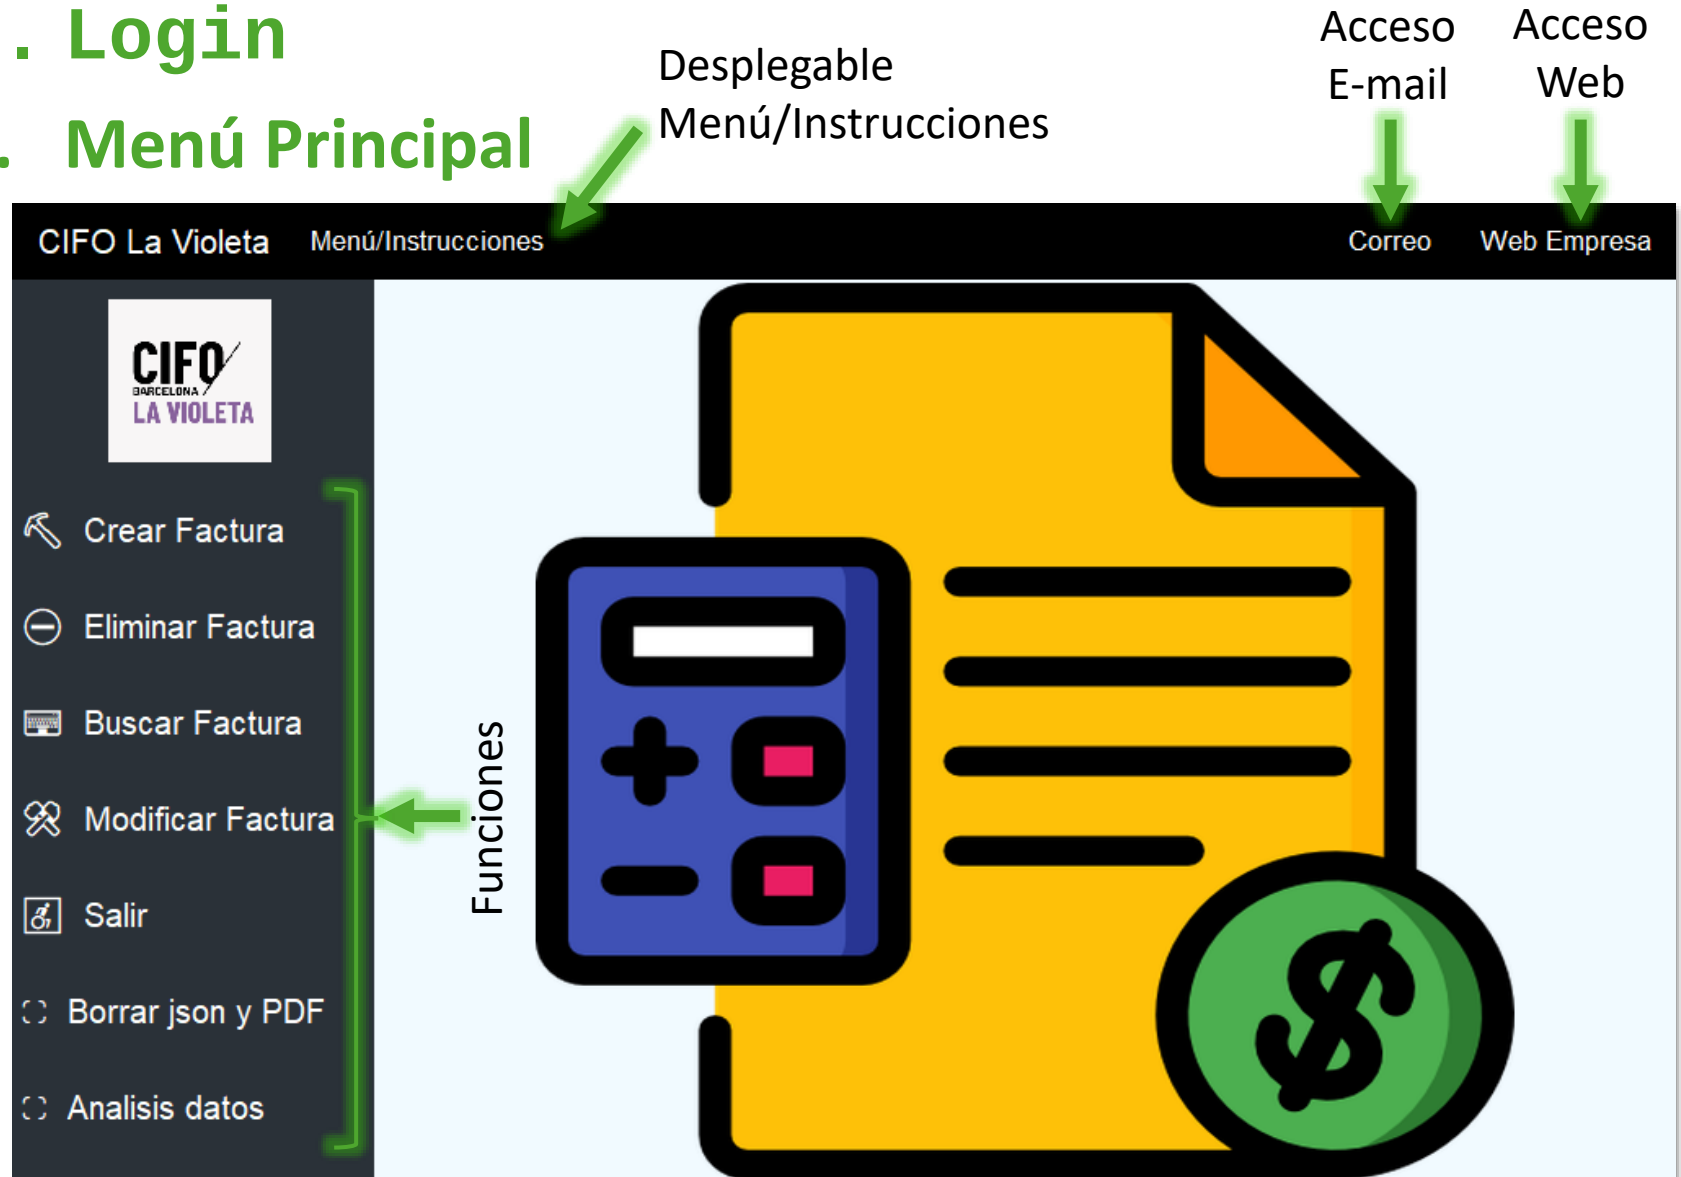 . Login
. Menú Principal
Desplegable
Menú/Instrucciones
Acceso
E-mail
Acceso
Web
CIFO La Violeta
Menú/Instrucciones
Correo
Web Empresa
CIFO
BARCELONA
LA VIOLETA
Crear Factura
Eliminar Factura
Buscar Factura
Modificar Factura
Salir
Borrar json y PDF
Analisis datos
Funciones
$